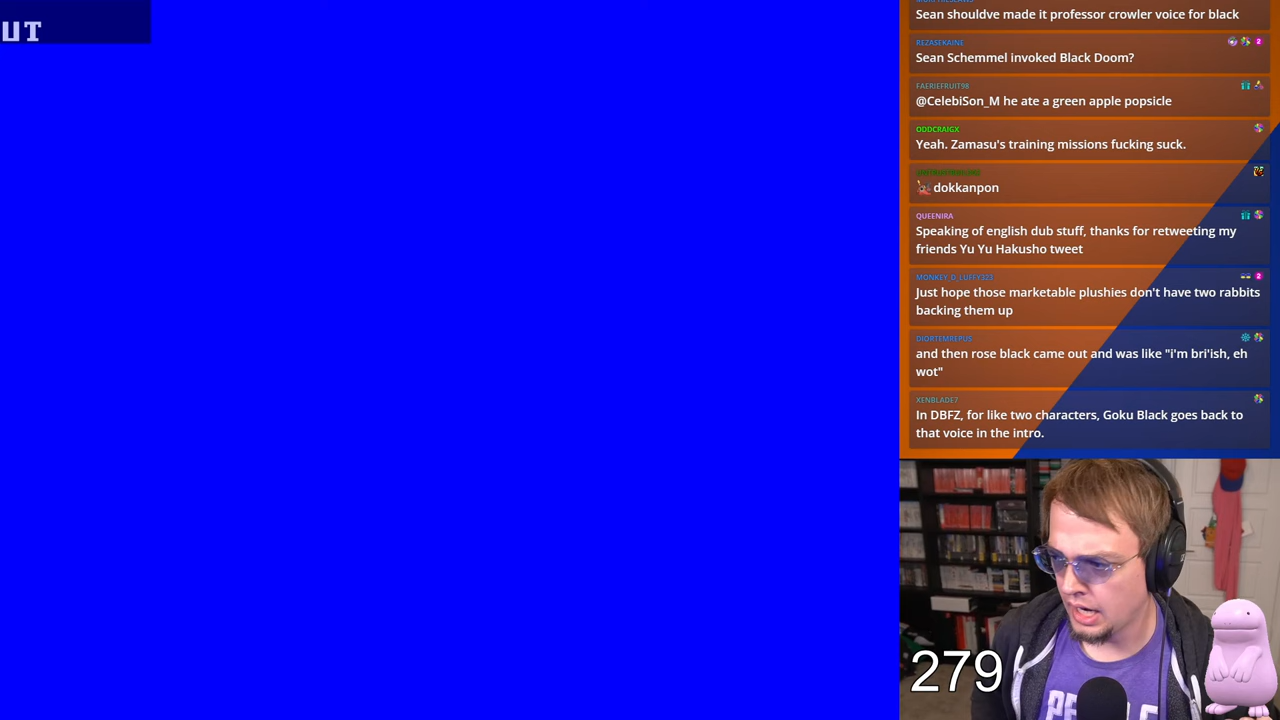 UT
Sean shouldve made it professor crowler voice for black
REZASEKAINE
2
Sean Schemmel invoked Black Doom?
FAERIEFRUIT98
@CelebiSon_M he ate a green apple popsicle
ODDCRAIGX
Yeah. Zamasu's training missions fucking suck.
dokkanpon
QUEENIRA
Speaking of english dub stuff, thanks for retweeting my
friends Yu Yu Hakusho tweet
MONKEY_D_LUFFY323
2
Just hope those marketable plushies don't have two rabbits
backing them up
DIORTEMREPUS
and then rose black came out and was like "i'm bri'ish, eh
wot"
XENBLADE7
In DBFZ, for like two characters, Goku Black goes back to
that voice in the intro.
279